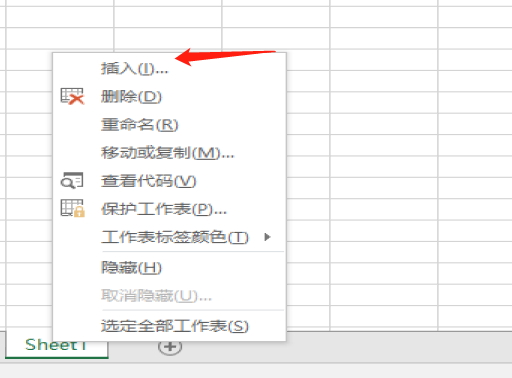 插入(I)...
删除(D)
重命名(R)
移动或复制(M)...
查看代码(V)
保护工作表(P)...
工作表标签颜色(T)
隐藏(H)
取消隐藏(U)...
选定全部工作表(S)
Sheet1